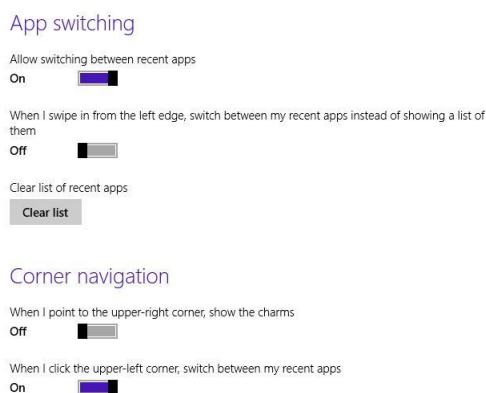 App switching
Allow switching between recent apps
On
When I swipe in from the left edge, switch between my recent apps instead of showing a list of
them
Off
Clear list of recent apps
Clear list
Corner navigation
When I point to the upper-right corner, show the charms
Off
When I click the upper-left corner, switch between my recent apps
On